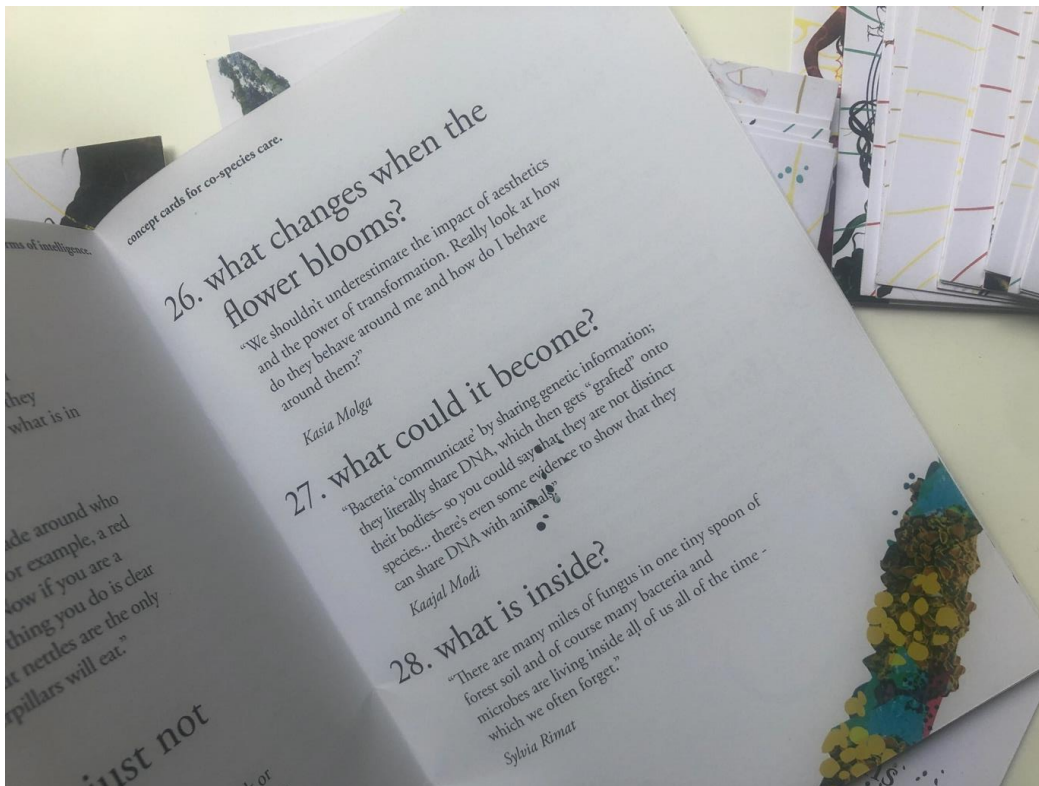 rms of intelligence.
they
what is in
ade around who
or example, a red
ow if you are a
thing you do is clear
at nettles are the only
rpillars will eat.”
just not
or
concept cards for co-species care.
26. what changes when the
flower blooms?
“We shouldn't underestimate the impact of aesthetics
and the power of transformation. Really look at how
do they behave around me and how do I behave
around them?”
Kasia Molga
27. what could it become?
“Bacteria ‘communicate’ by sharing genetic information;
they literally share DNA, which then gets “grafted” onto
their bodies– so you could say that they are not distinct
species... there's even some evidence to show that they
can share DNA with animals”
Kaajal Modi
28. what is inside?
“There are many miles of fungus in one tiny spoon of
forest soil and of course many bacteria and
microbes are living inside all of us all of the time -
which we often forget.”
Sylvia Rimat